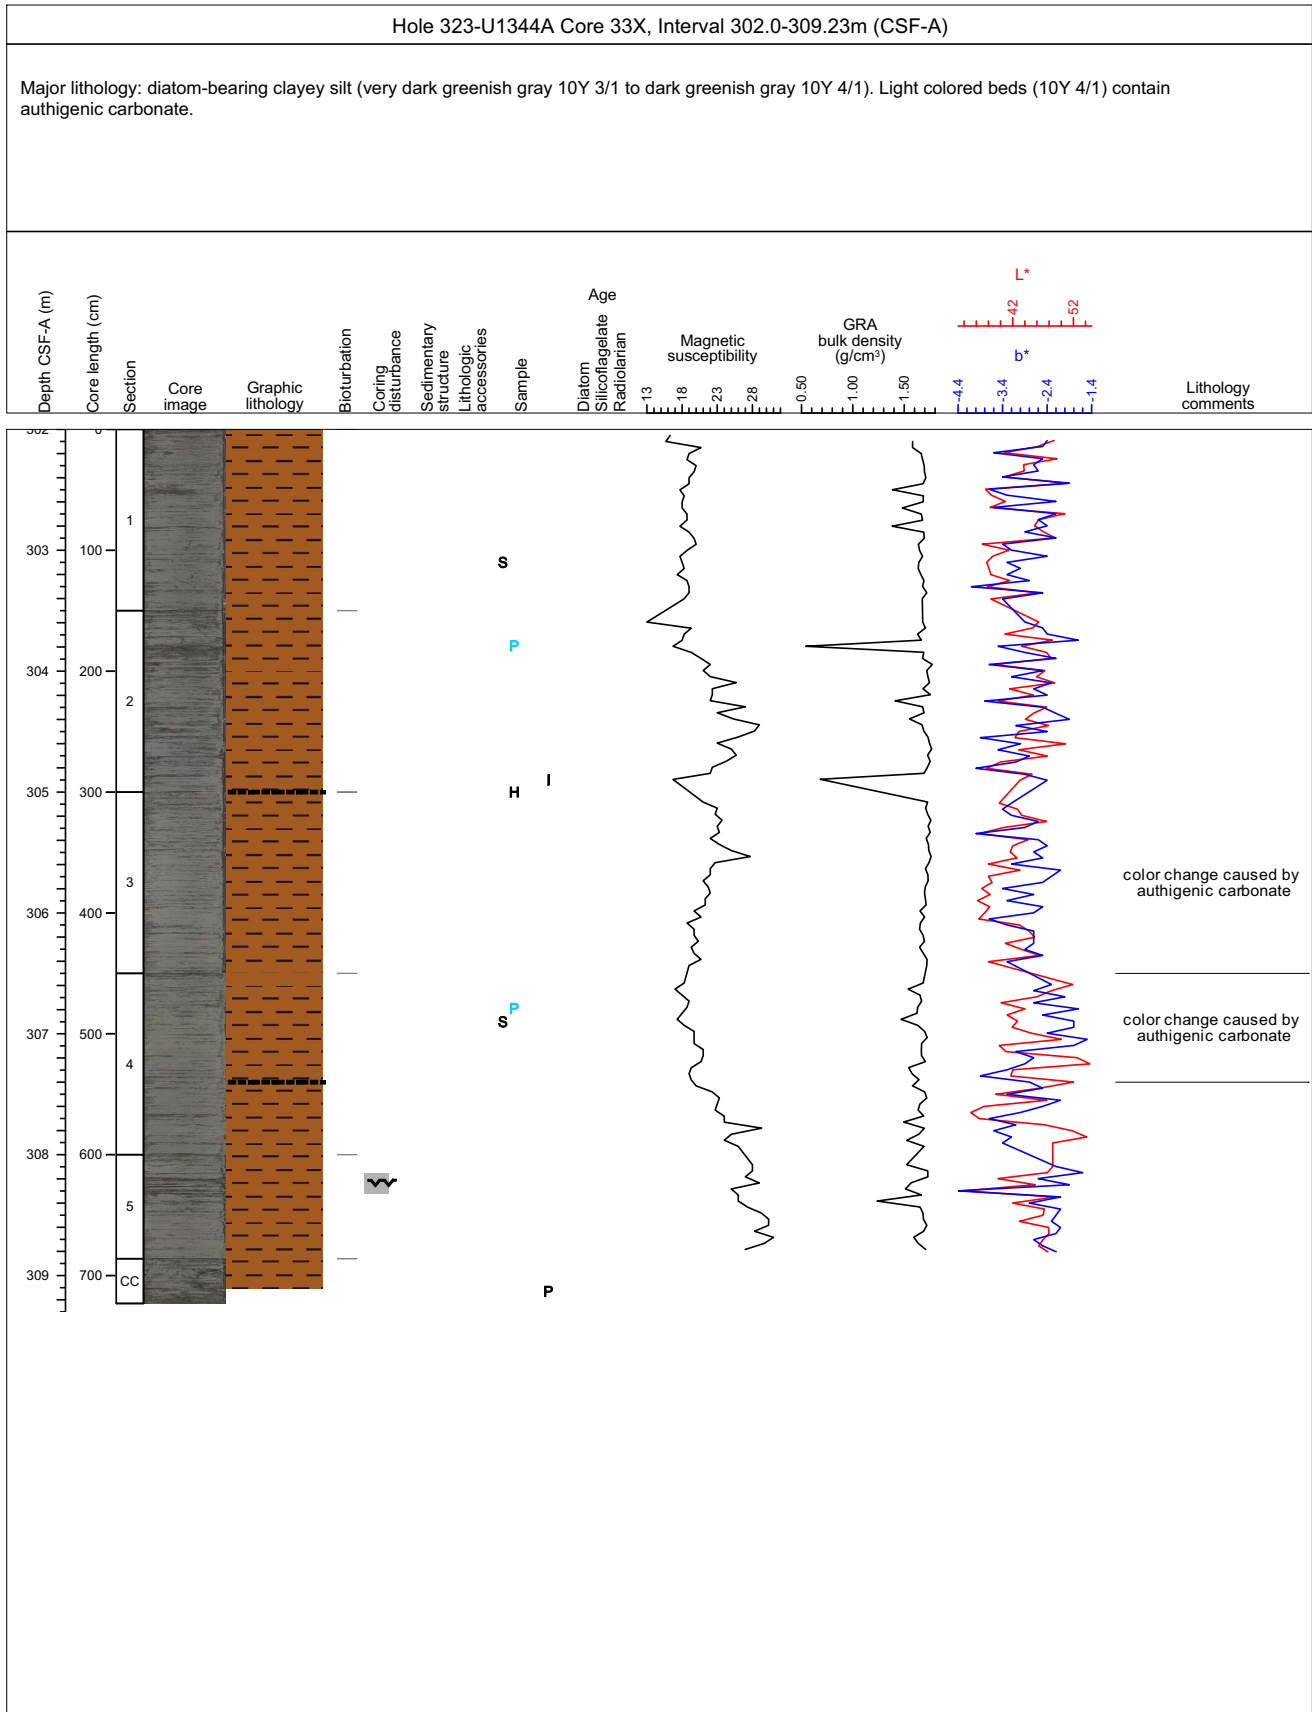 Hole 323-U1344A Core 33X, Interval 302.0-309.23m (CSF-A)
Major lithology: diatom-bearing clayey silt (very dark greenish gray 10Y 3/1 to dark greenish gray 10Y 4/1). Light colored beds (10Y 4/1) contain
authigenic carbonate.
Depth CSF-A (m)
Core length (cm)
Section
Core
image
Graphic
lithology
Bioturbation
Coring
disturbance
Sedimentary
structure
Lithologic
accessories
Sample
Age
Diatom
Silicoflagelate
Radiolarian
Magnetic
susceptibility
13 18 23 28
GRA
bulk density
(g/cm³)
0.50 1.00 1.50
L*
42 52
b*
-4.4 -3.4 -2.4 -1.4
Lithology
comments
302 0
1
303 100
S
P
304 200
2
I
305 300 H
3
color change caused by
authigenic carbonate
306 400
P
S
307 500
color change caused by
authigenic carbonate
4
308 600
5
309 700 CC
P